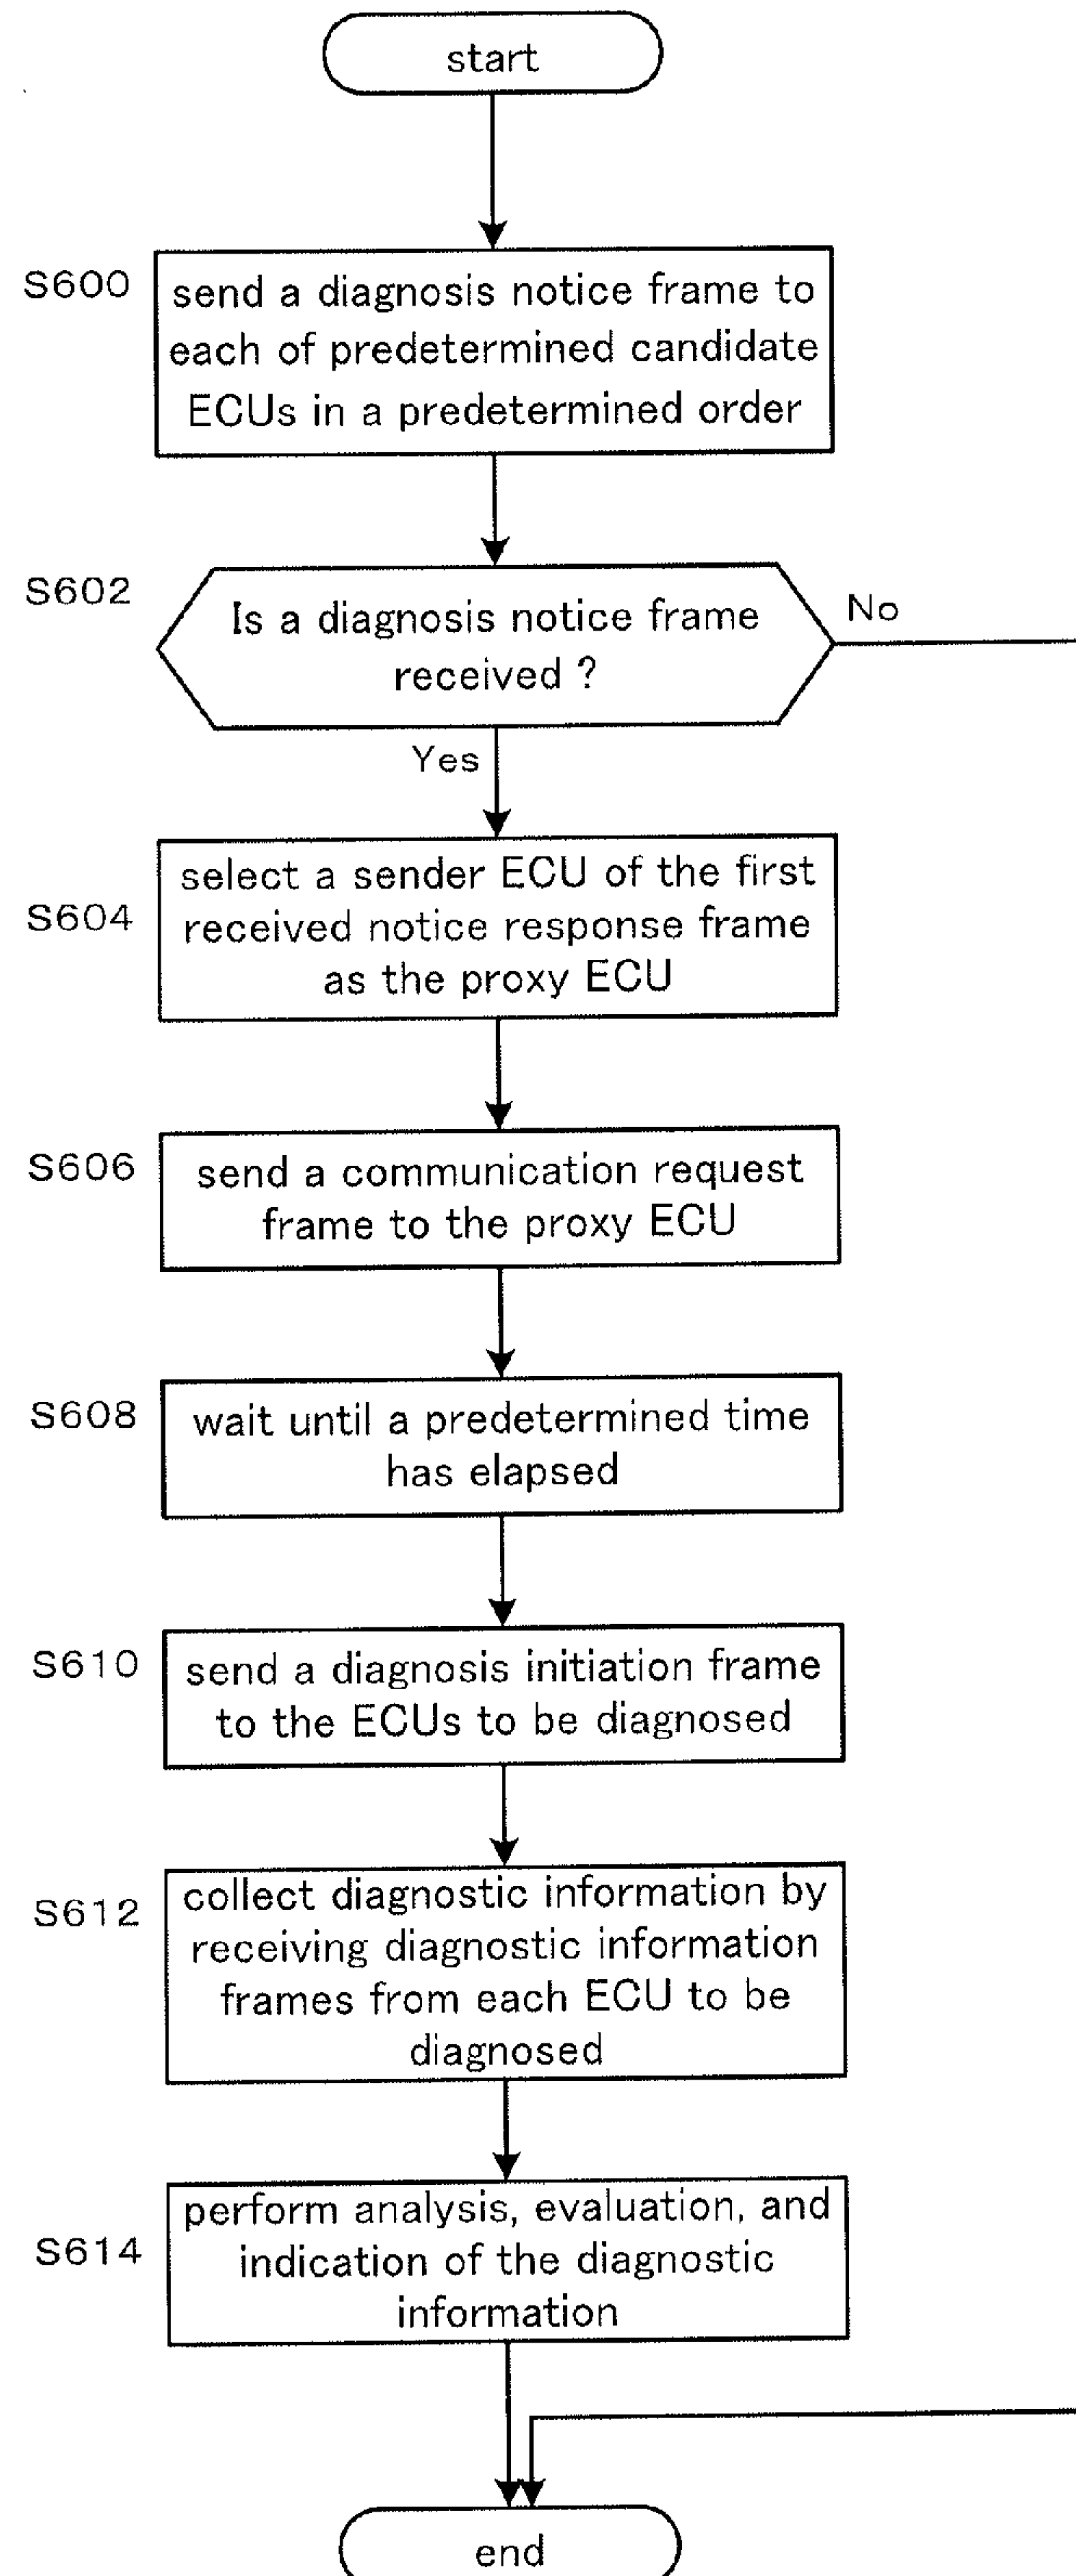 start
S600
send a diagnosis notice frame to
each of predetermined candidate
ECUs in a predetermined order
S602
Is a diagnosis notice frame
received ?
No
Yes
S604
select a sender ECU of the first
received notice response frame
as the proxy ECU
S606
send a communication request
frame to the proxy ECU
S608
wait until a predetermined time
has elapsed
S610
send a diagnosis initiation frame
to the ECUs to be diagnosed
S612
collect diagnostic information by
receiving diagnostic information
frames from each ECU to be
diagnosed
S614
perform analysis, evaluation, and
indication of the diagnostic
information
end